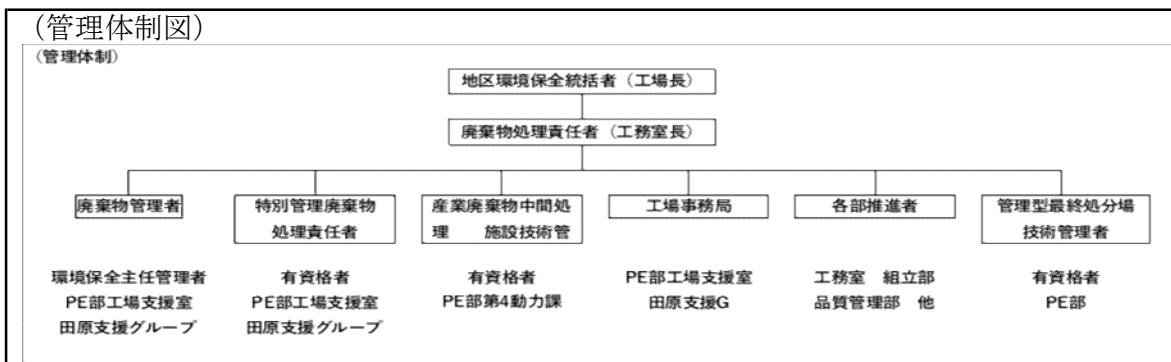 （管理体制図）
（管理体制）
地区環境保全統括者（工場長）
廃棄物処理責任者（工務室長）
廃棄物管理者
特別管理廃棄物
処理責任者
産業廃棄物中間処
理　施設技術管
工場事務局
各部推進者
管理型最終処分場
技術管理者
環境保全主任管理者
PE部工場支援室
田原支援グループ
有資格者
PE部工場支援室
田原支援グループ
有資格者
PE部第4動力課
PE部工場支援室
田原支援G
工務室　組立部
品質管理部　他
有資格者
PE部